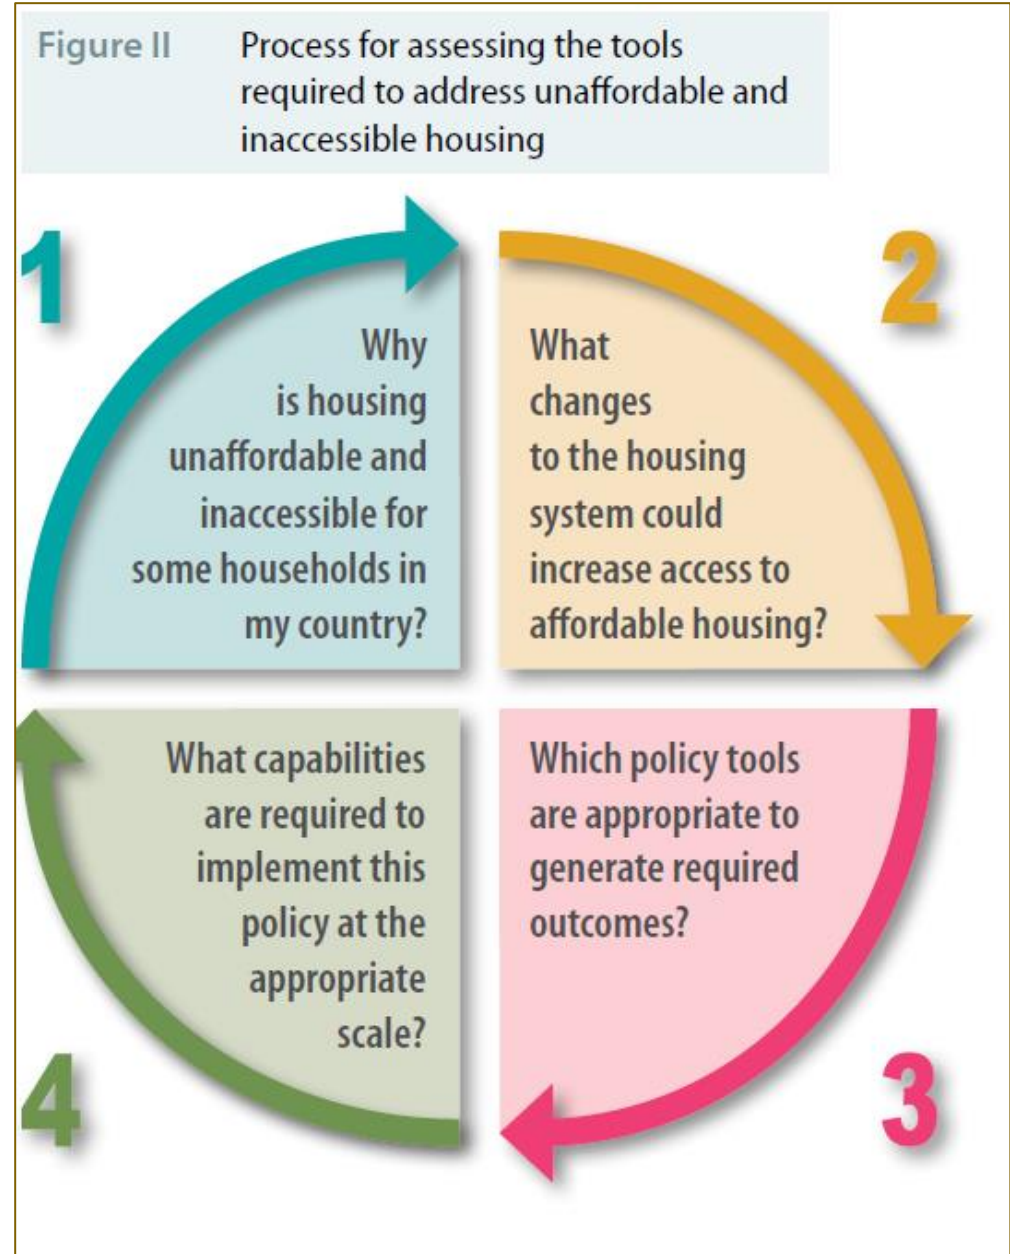 Figure II
Process for assessing the tools
required to address unaffordable and
inaccessible housing
1
Why
is housing
unaffordable and
inaccessible for
some households in
my country?
2
What
changes
to the housing
system could
increase access to
affordable housing?
3
Which policy tools
are appropriate to
generate required
outcomes?
4
What capabilities
are required to
implement this
policy at the
appropriate
scale?